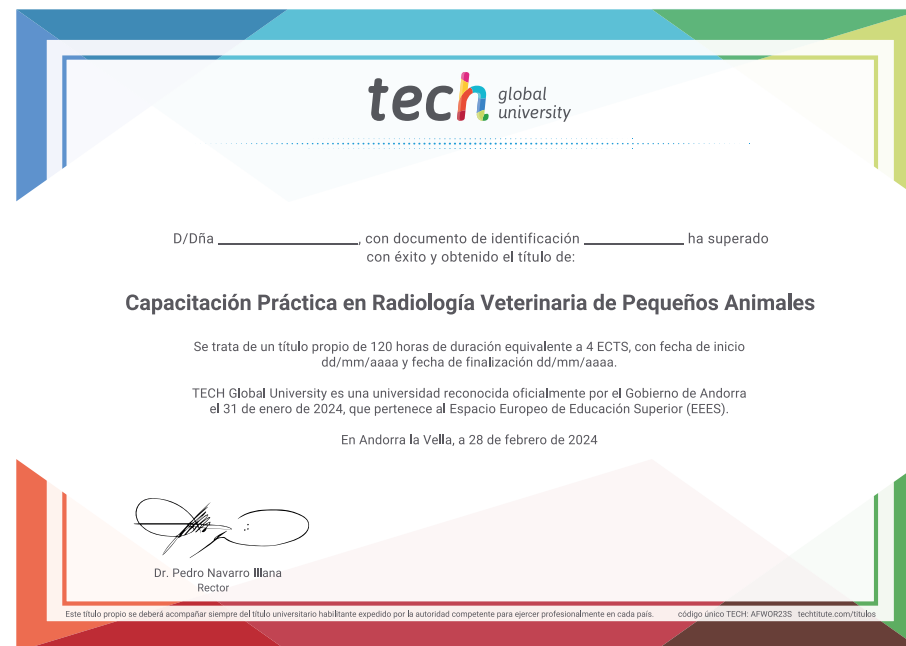 tech global university
D/Dña ______________, con documento de identificación __________ ha superado
con éxito y obtenido el título de:
Capacitación Práctica en Radiología Veterinaria de Pequeños Animales
Se trata de un título propio de 120 horas de duración equivalente a 4 ECTS, con fecha de inicio
dd/mm/aaaa y fecha de finalización dd/mm/aaaa.
TECH Global University es una universidad reconocida oficialmente por el Gobierno de Andorra
el 31 de enero de 2024, que pertenece al Espacio Europeo de Educación Superior (EEES).
En Andorra la Vella, a 28 de febrero de 2024
Dr. Pedro Navarro Illana
Rector
Este título propio se deberá acompañar siempre del título universitario habilitante expedido por la autoridad competente para ejercer profesionalmente en cada país. código único TECH: AFWOR23S techtitute.com/titulos